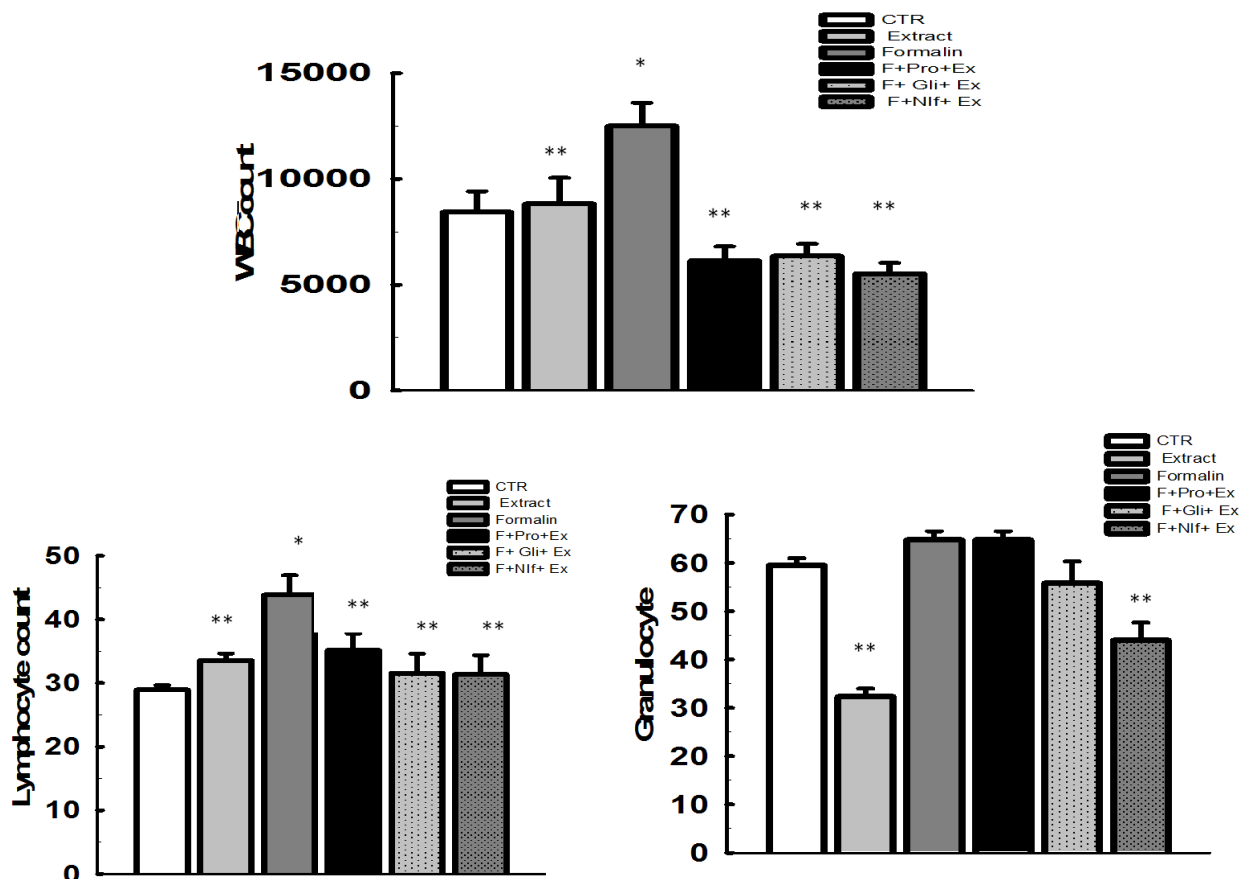 CTR
Extract
Formalin
F+Pro+Ex
F+ Gli+ Ex
F+NIf+ Ex
15000
10000
5000
0
WBCcount
*
**
**
**
**
CTR
Extract
Formalin
F+Pro+Ex
F+ Gli+ Ex
F+NIf+ Ex
50
40
30
20
10
0
Lymphocyte count
*
**
**
**
**
CTR
Extract
Formalin
F+Pro+Ex
F+Gli+ Ex
F+NIf+ Ex
70
60
50
40
30
20
10
0
Granulocyte
**
**